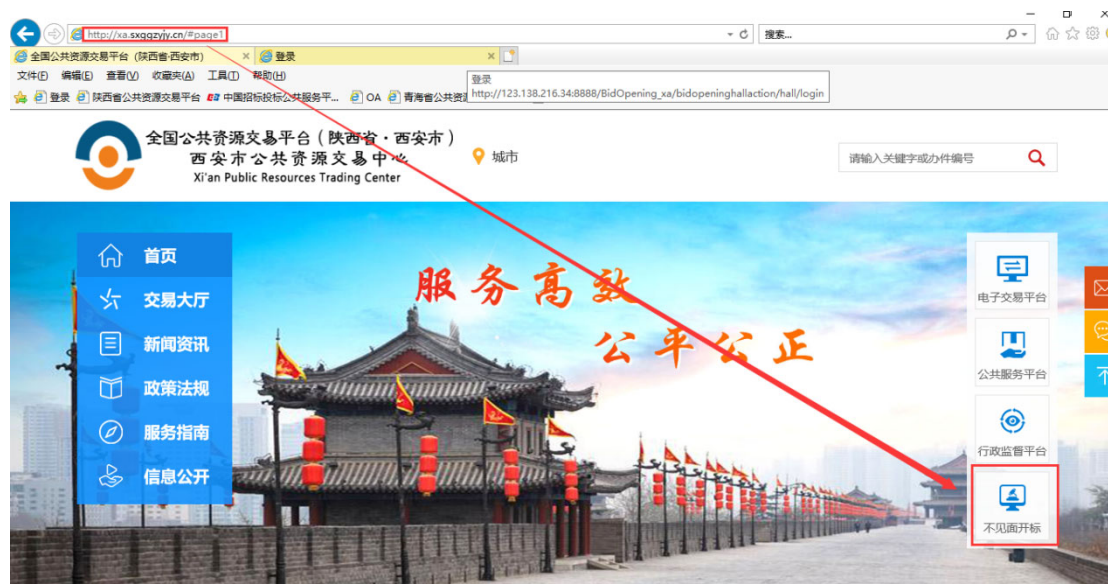 http://xa.sxggzyjy.cn/#page1
搜索...
全国公共资源交易平台（陕西省·西安市）
登录
文件(F) 编辑(E) 查看(V) 收藏夹(A) 工具(T) 帮助(H)
登录
http://123.138.216.34:8888/BidOpening_xa/bidopeninghallaction/hall/login
登录 陕西省公共资源交易平台 中国招标投标公共服务平... OA 青海省公共资
全国公共资源交易平台（陕西省·西安市）
西安市公共资源交易中心
Xi'an Public Resources Trading Center
城市
请输入关键字或办件编号
首页
交易大厅
新闻资讯
政策法规
服务指南
信息公开
服务高效
公平公正
电子交易平台
公共服务平台
行政监督平台
不见面开标